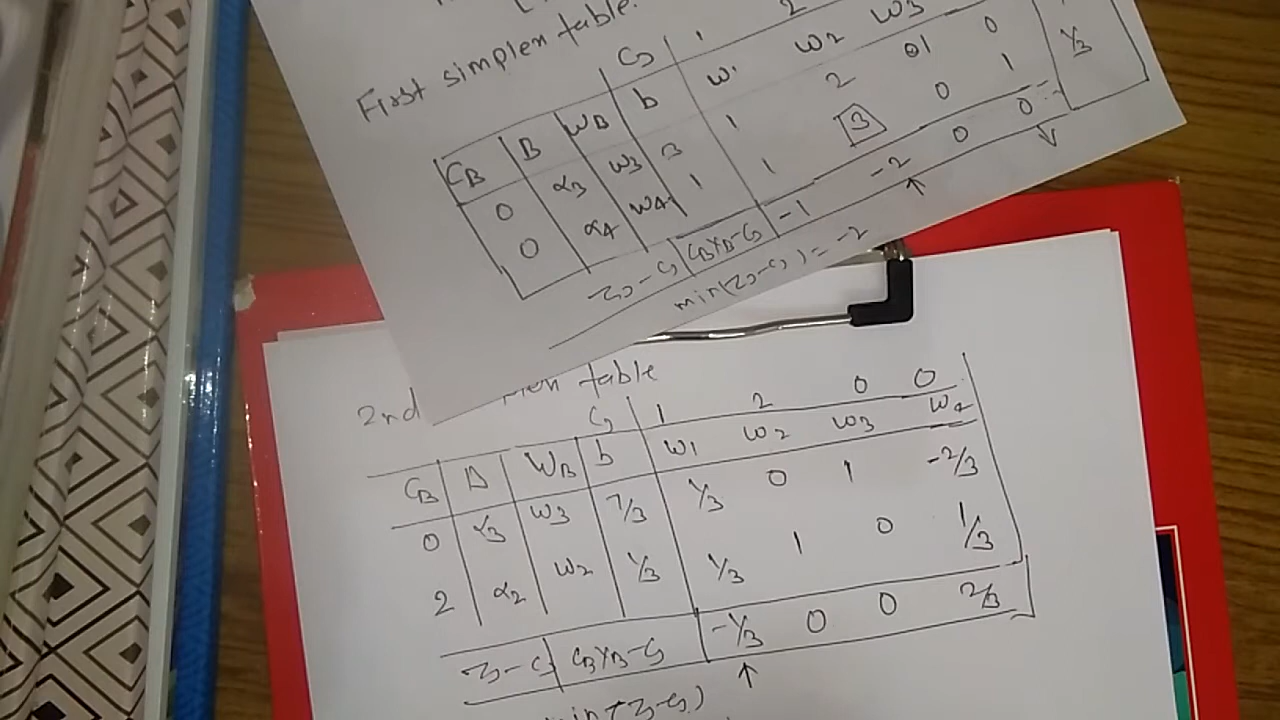 First simplex table.
Cj 1 2
CB B WB b W1 W2 W3
0 α3 W3 3 1 2 01 0
0 α4 W4 1 1 3 0 1 1/3
Zj-Cj CBYB-Cj -1 -2 0 0
min(Zj-Cj) = -2
2nd table
Cj 1 2 0 0
CB B WB b W1 W2 W3 W4
0 α3 W3 7/3 1/3 0 1 -2/3
2 α2 W2 1/3 1/3 1 0 1/3
Zj-Cj CBYB-Cj -1/3 0 0 2/3
(Zj-Cj)